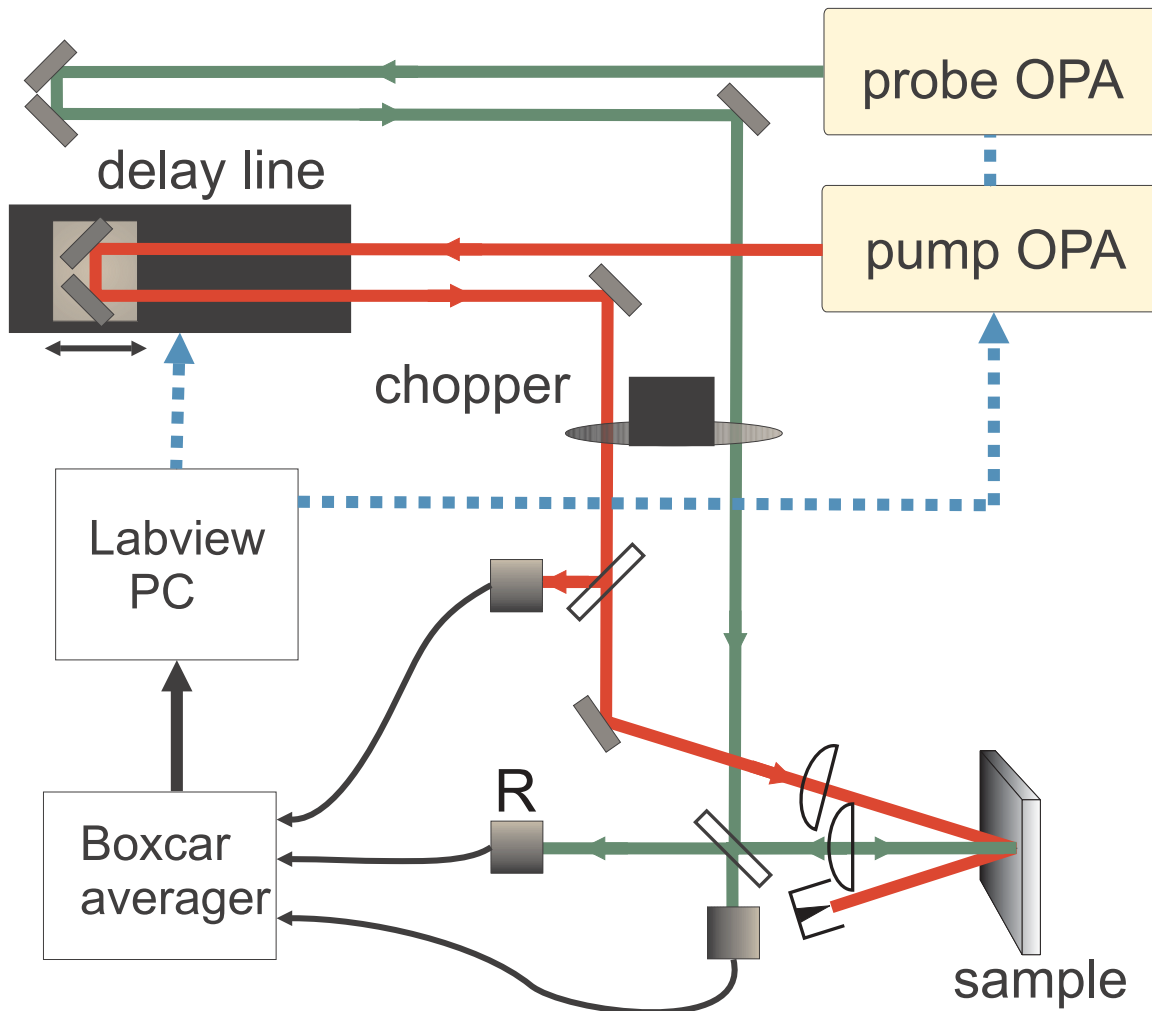 probe OPA
delay line
pump OPA
chopper
Labview
PC
R
Boxcar
averager
sample